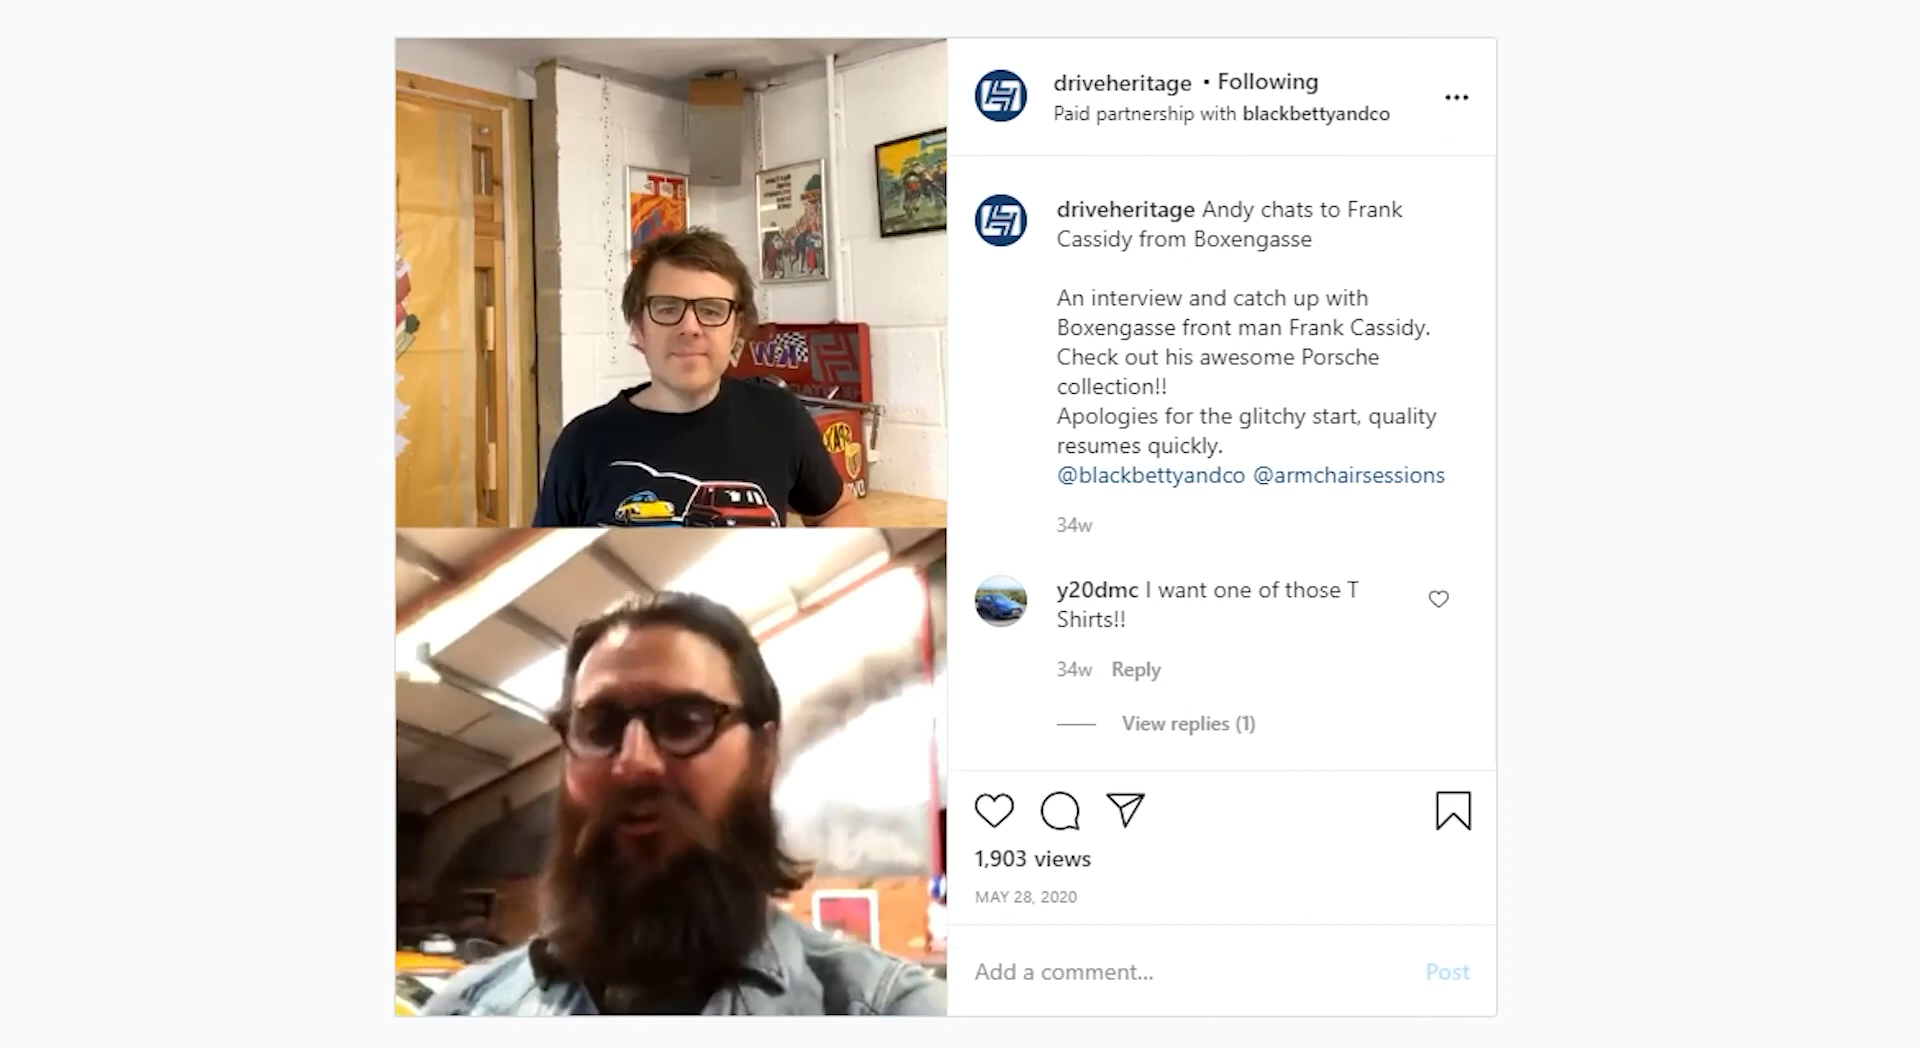 driveheritage • Following
Paid partnership with blackbettyandco
driveheritage Andy chats to Frank
Cassidy from Boxengasse
An interview and catch up with
Boxengasse front man Frank Cassidy.
Check out his awesome Porsche
collection!!
Apologies for the glitchy start, quality
resumes quickly.
@blackbettyandco @armchairsessions
34w
y20dmc I want one of those T
Shirts!!
34w Reply
View replies (1)
1,903 views
MAY 28, 2020
Add a comment... Post
TT